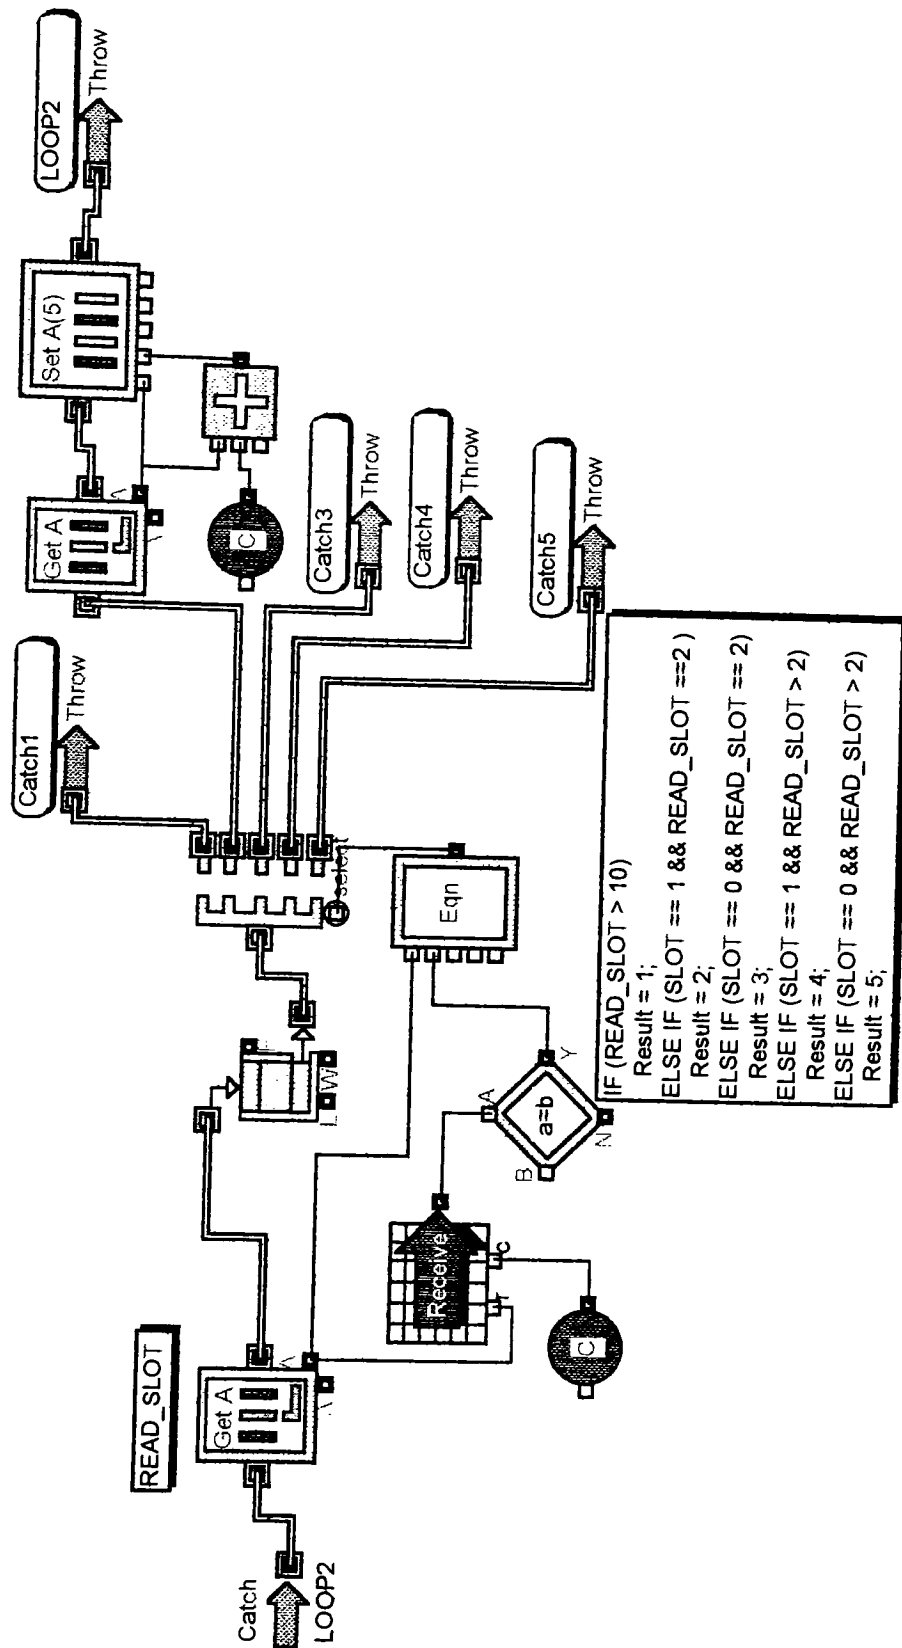 Catch
LOOP2
READ_SLOT
Get A
A
Receive
r
c
C
B
A
a=b
Y
N
F
L
W
select
Eqn
Catch1
Throw
Get A
A
C
Set A(5)
LOOP2
Throw
Catch3
Throw
Catch4
Throw
Catch5
Throw
IF (READ_SLOT > 10)
Result = 1;
ELSE IF (SLOT == 1 && READ_SLOT ==2 )
Result = 2;
ELSE IF (SLOT == 0 && READ_SLOT == 2)
Result = 3;
ELSE IF (SLOT == 1 && READ_SLOT > 2)
Result = 4;
ELSE IF (SLOT == 0 && READ_SLOT > 2)
Result = 5;